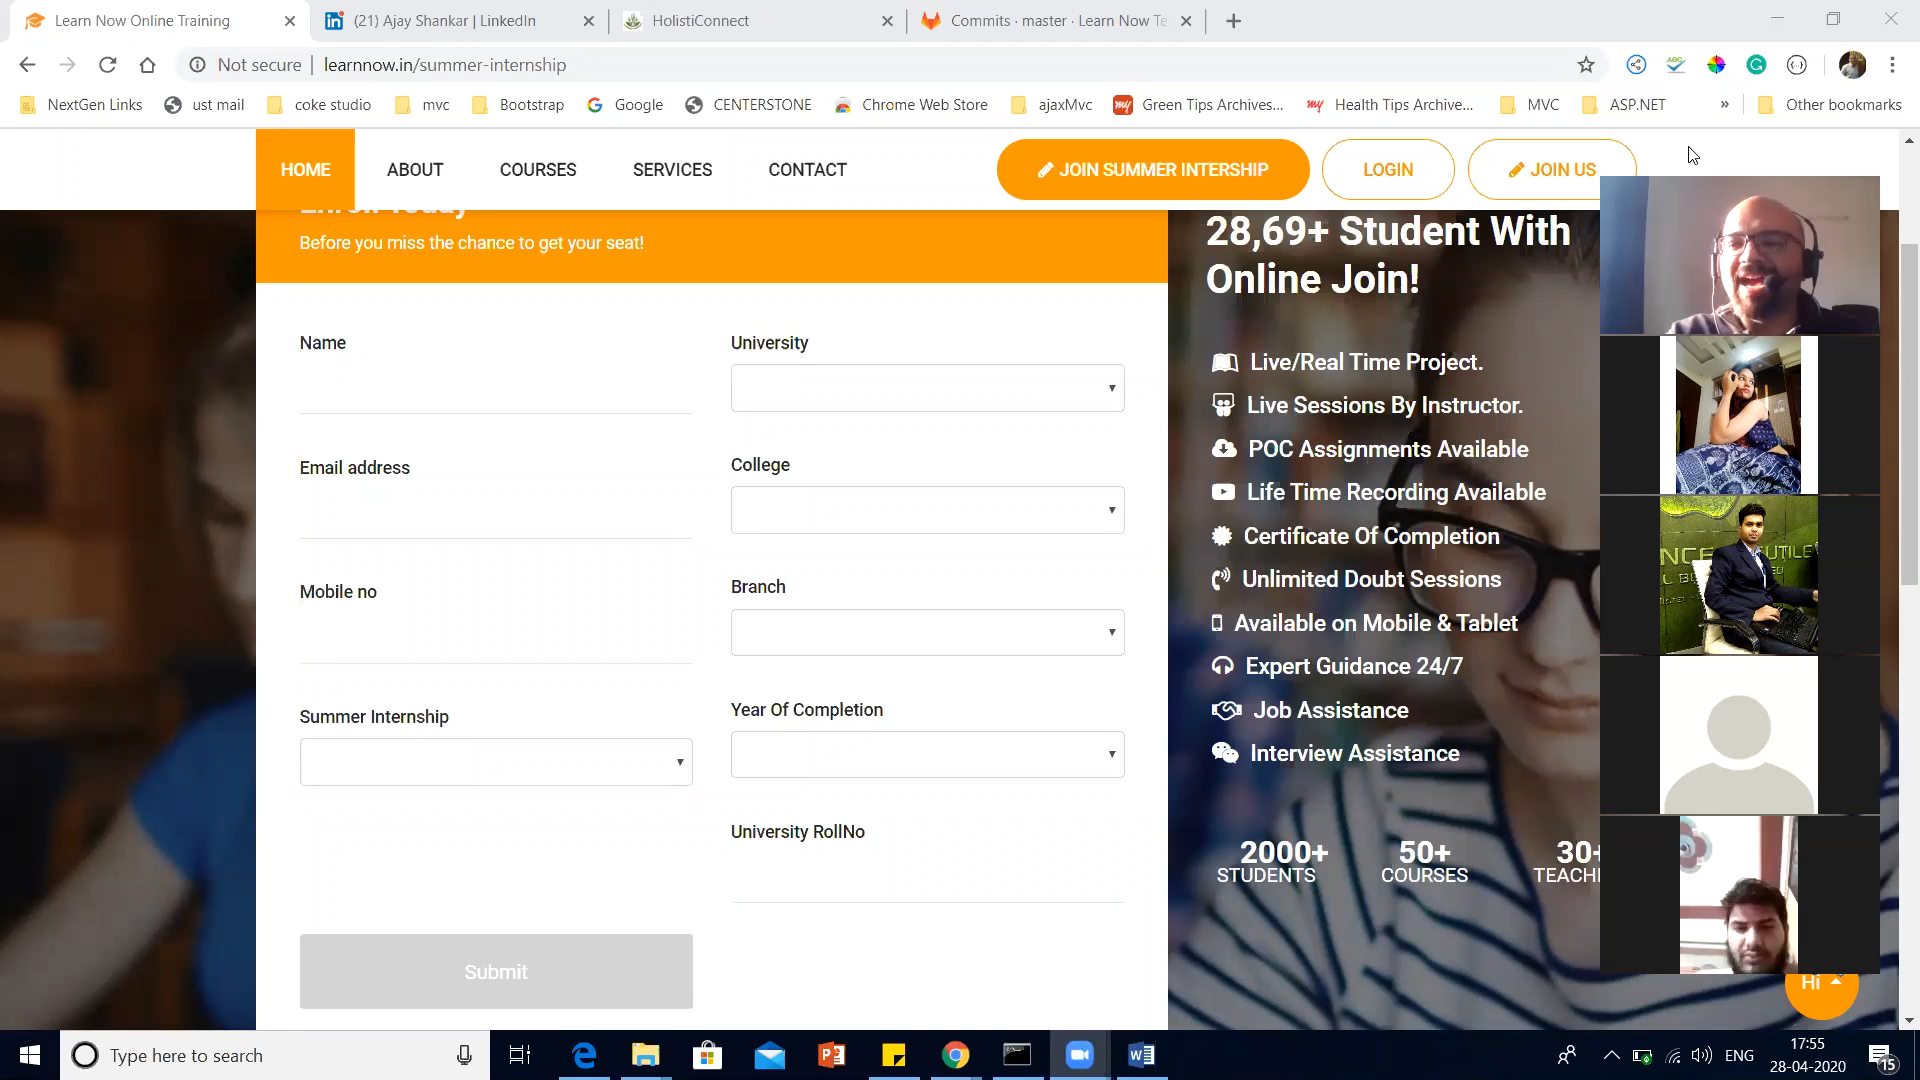 Learn Now Online Training
(21) Ajay Shankar | LinkedIn
HolistiConnect
Commits · master · Learn Now Te
Not secure | learnnow.in/summer-internship
NextGen Links
ust mail
coke studio
mvc
Bootstrap
Google
CENTERSTONE
Chrome Web Store
ajaxMvc
Green Tips Archives...
Health Tips Archive...
MVC
ASP.NET
»
Other bookmarks
HOME
ABOUT
COURSES
SERVICES
CONTACT
JOIN SUMMER INTERSHIP
LOGIN
JOIN US
Enroll Today
Before you miss the chance to get your seat!
Name
Email address
Mobile no
Summer Internship
Submit
University
College
Branch
Year Of Completion
University RollNo
28,69+ Student With
Online Join!
Live/Real Time Project.
Live Sessions By Instructor.
POC Assignments Available
Life Time Recording Available
Certificate Of Completion
Unlimited Doubt Sessions
Available on Mobile & Tablet
Expert Guidance 24/7
Job Assistance
Interview Assistance
2000+
STUDENTS
50+
COURSES
30+
TEACH
Hi
Type here to search
ENG
17:55
28-04-2020
15